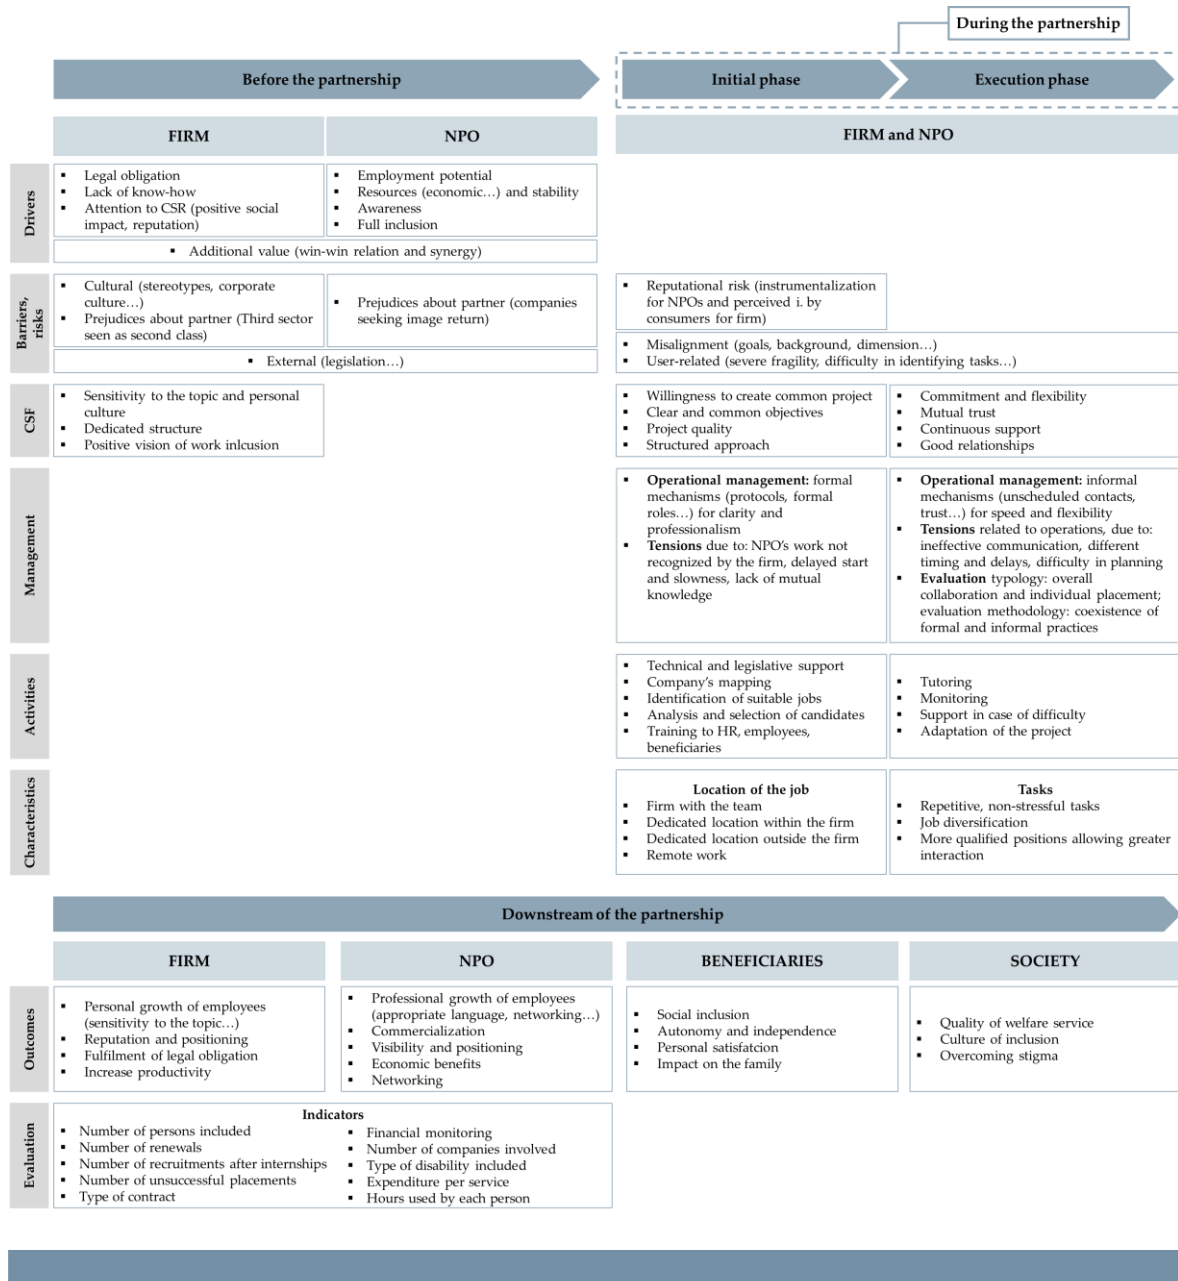 During the partnership
Before the partnership
Initial phase
Execution phase
FIRM
NPO
FIRM and NPO
Drivers
▪ Legal obligation
▪ Lack of know-how
▪ Attention to CSR (positive social
impact, reputation)
▪ Employment potential
▪ Resources (economic…) and stability
▪ Awareness
▪ Full inclusion
▪ Additional value (win-win relation and synergy)
Barriers,
risks
▪ Cultural (stereotypes, corporate
culture…)
▪ Prejudices about partner (Third sector
seen as second class)
▪ Prejudices about partner (companies
seeking image return)
▪ External (legislation…)
▪ Reputational risk (instrumentalization
for NPOs and perceived i. by
consumers for firm)
▪ Misalignment (goals, background, dimension…)
▪ User-related (severe fragility, difficulty in identifying tasks…)
CSF
▪ Sensitivity to the topic and personal
culture
▪ Dedicated structure
▪ Positive vision of work inlcusion
▪ Willingness to create common project
▪ Clear and common objectives
▪ Project quality
▪ Structured approach
▪ Commitment and flexibility
▪ Mutual trust
▪ Continuous support
▪ Good relationships
Management
▪ Operational management: formal
mechanisms (protocols, formal
roles…) for clarity and
professionalism
▪ Tensions due to: NPO's work not
recognized by the firm, delayed start
and slowness, lack of mutual
knowledge
▪ Operational management: informal
mechanisms (unscheduled contacts,
trust…) for speed and flexibility
▪ Tensions related to operations, due to:
ineffective communication, different
timing and delays, difficulty in planning
▪ Evaluation typology: overall
collaboration and individual placement;
evaluation methodology: coexistence of
formal and informal practices
Activities
▪ Technical and legislative support
▪ Company's mapping
▪ Identification of suitable jobs
▪ Analysis and selection of candidates
▪ Training to HR, employees,
beneficiaries
▪ Tutoring
▪ Monitoring
▪ Support in case of difficulty
▪ Adaptation of the project
Characteristics
Location of the job
▪ Firm with the team
▪ Dedicated location within the firm
▪ Dedicated location outside the firm
▪ Remote work
Tasks
▪ Repetitive, non-stressful tasks
▪ Job diversification
▪ More qualified positions allowing greater
interaction
Downstream of the partnership
FIRM
NPO
BENEFICIARIES
SOCIETY
Outcomes
▪ Personal growth of employees
(sensitivity to the topic…)
▪ Reputation and positioning
▪ Fulfilment of legal obligation
▪ Increase productivity
▪ Professional growth of employees
(appropriate language, networking…)
▪ Commercialization
▪ Visibility and positioning
▪ Economic benefits
▪ Networking
▪ Social inclusion
▪ Autonomy and independence
▪ Personal satisfatcion
▪ Impact on the family
▪ Quality of welfare service
▪ Culture of inclusion
▪ Overcoming stigma
Evaluation
Indicators
▪ Number of persons included
▪ Number of renewals
▪ Number of recruitments after internships
▪ Number of unsuccessful placements
▪ Type of contract
▪ Financial monitoring
▪ Number of companies involved
▪ Type of disability included
▪ Expenditure per service
▪ Hours used by each person